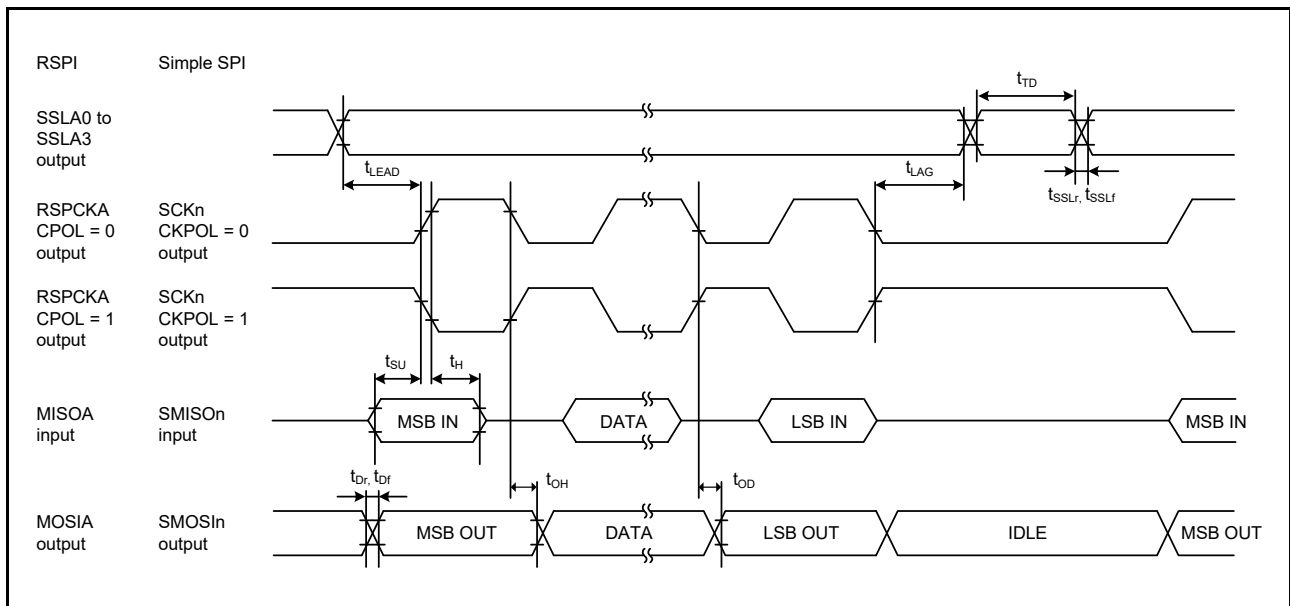 RSPI Simple SPI
tTD
SSLA0 to
SSLA3
output
tLEAD
tLAG
tSSLr, tSSLf
RSPCKA SCKn
CPOL = 0 CKPOL = 0
output output
RSPCKA SCKn
CPOL = 1 CKPOL = 1
output output
tSU tH
MISOA SMISOn
input input
MSB IN DATA LSB IN MSB IN
tDr, tDf tOH tOD
MOSIA SMOSIn
output output
MSB OUT DATA LSB OUT IDLE MSB OUT